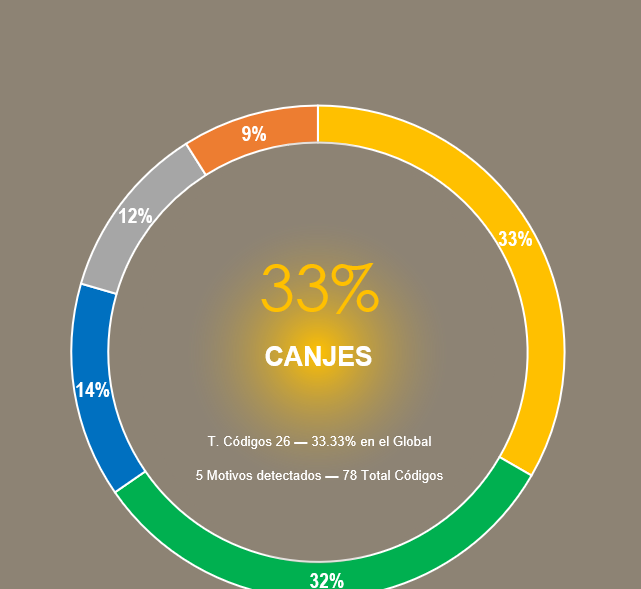 9%
12%
33%
33%
CANJES
14%
T. Códigos 26 — 33.33% en el Global
5 Motivos detectados — 78 Total Códigos
32%